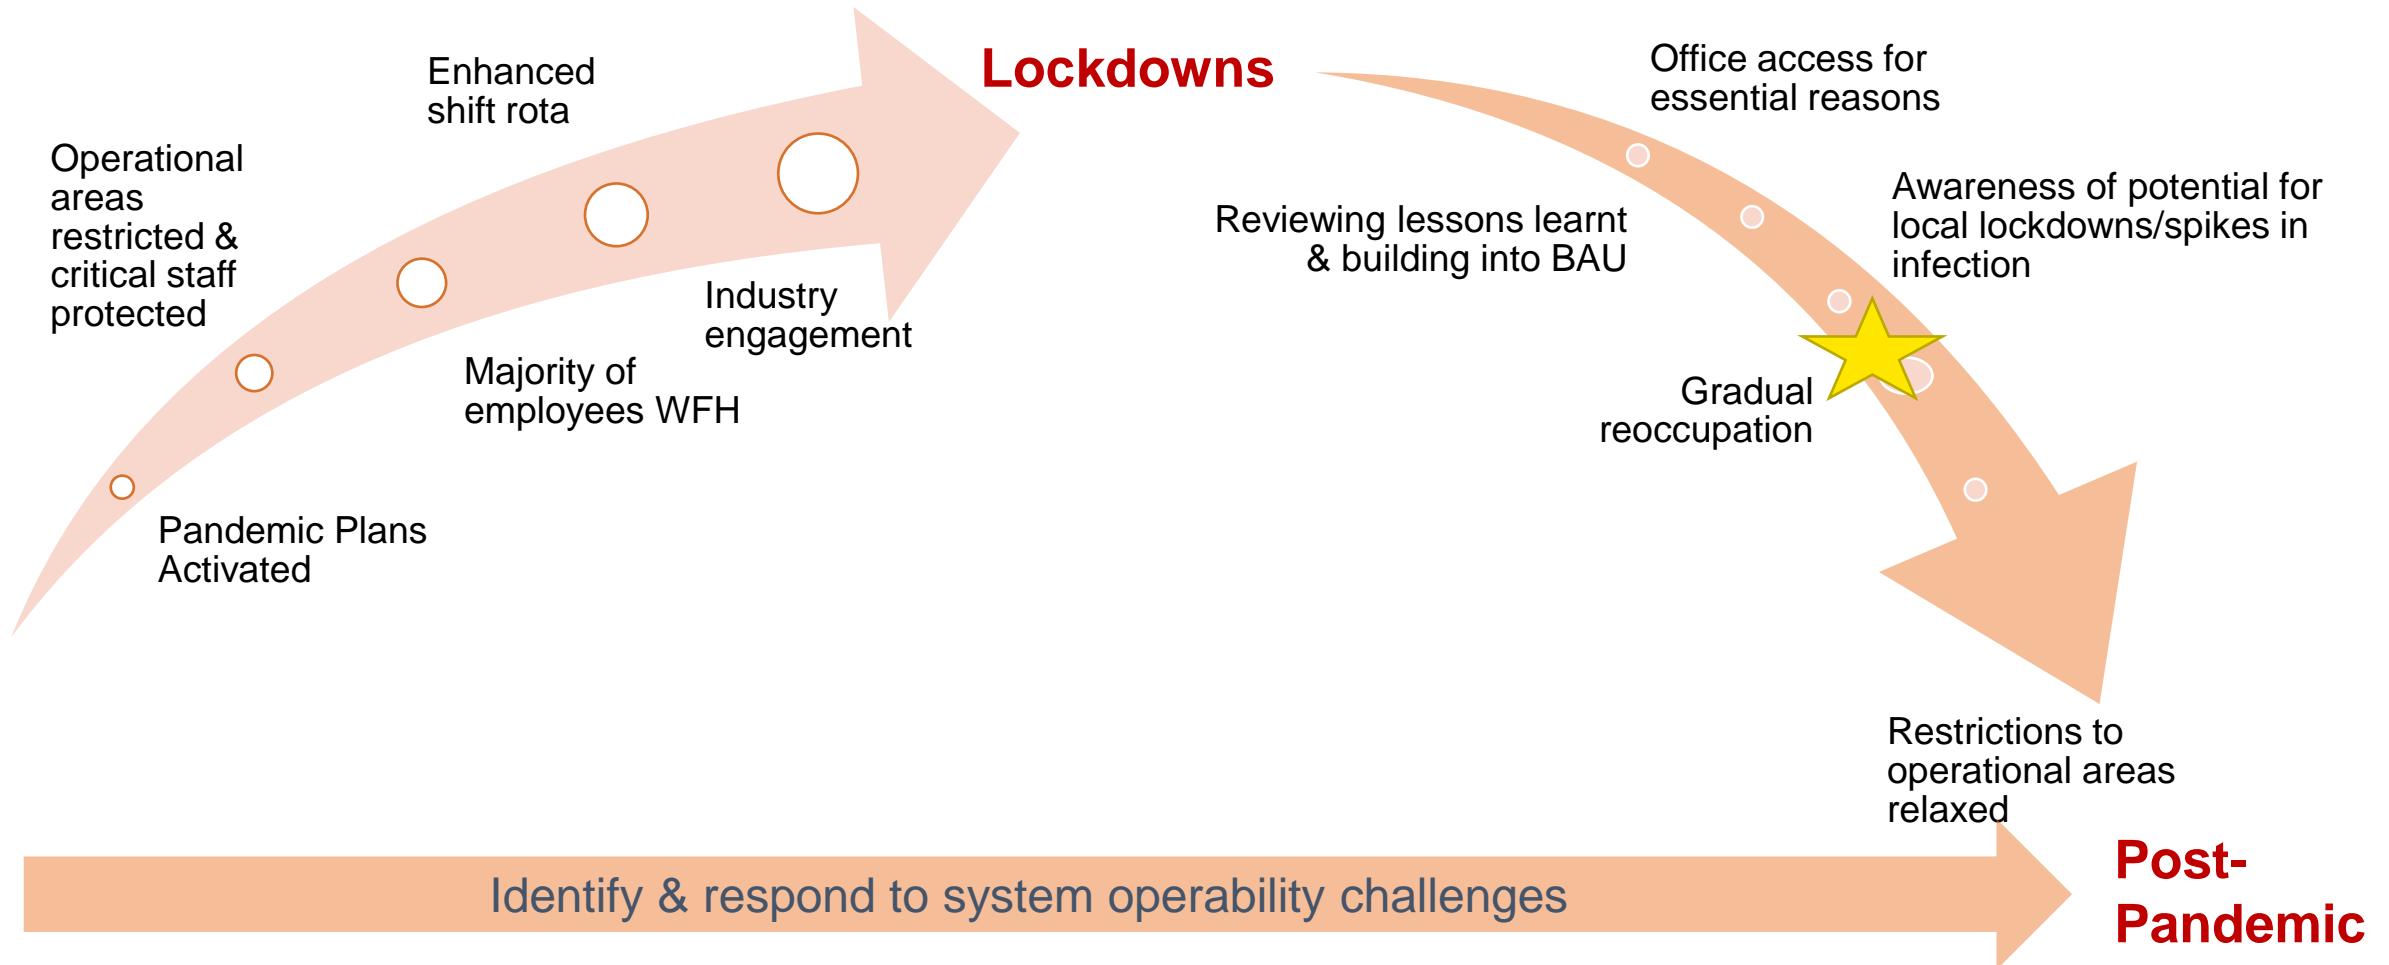 Enhanced
shift rota
Operational
areas
restricted &
critical staff
protected
Pandemic Plans
Activated
Majority of
employees WFH
Industry
engagement
Lockdowns
Office access for
essential reasons
Reviewing lessons learnt
& building into BAU
Awareness of potential for
local lockdowns/spikes in
infection
Gradual
reoccupation
Restrictions to
operational areas
relaxed
Identify & respond to system operability challenges
Post-
Pandemic